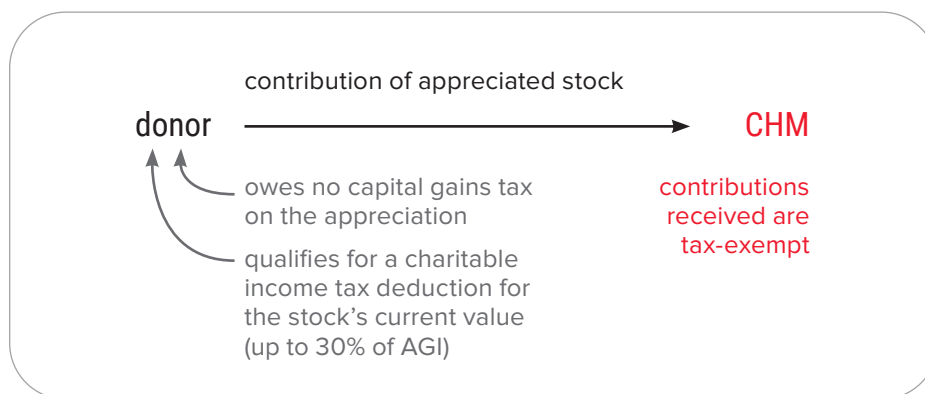 contribution of appreciated stock
donor
CHM
owes no capital gains tax
on the appreciation
qualifies for a charitable
income tax deduction for
the stock's current value
(up to 30% of AGI)
contributions
received are
tax-exempt